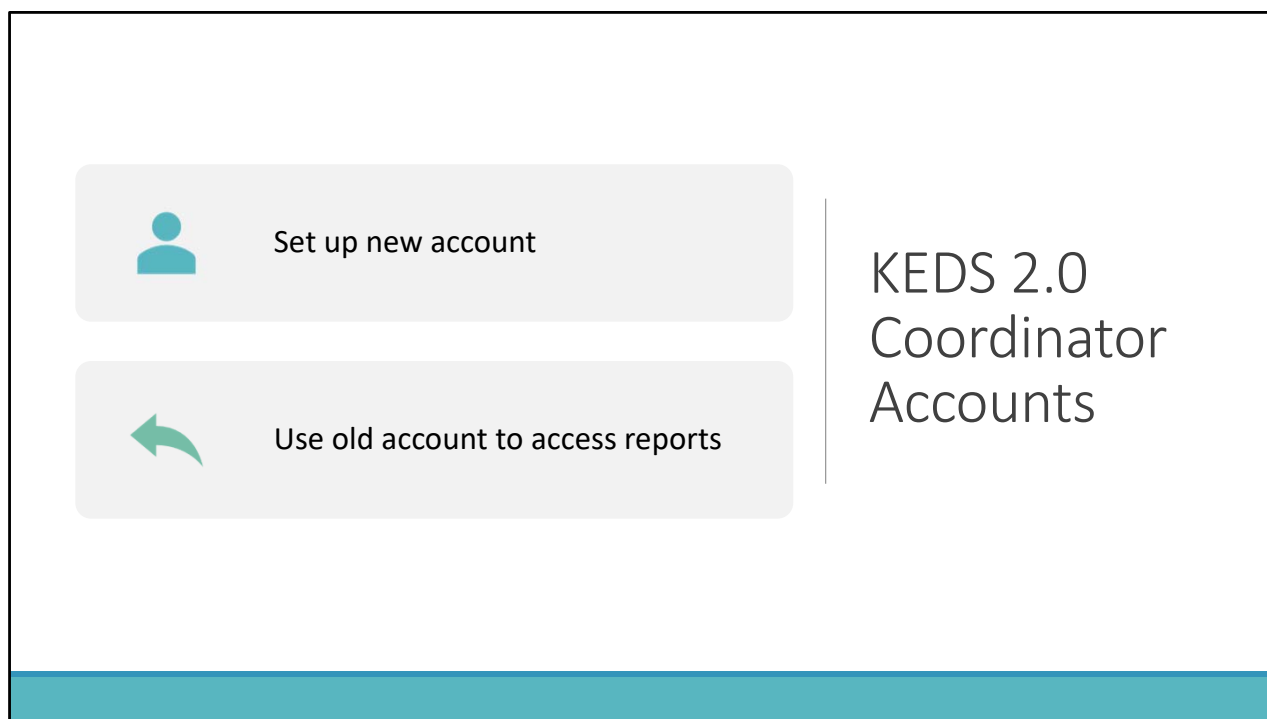 Set up new account
Use old account to access reports
KEDS 2.0
Coordinator
Accounts